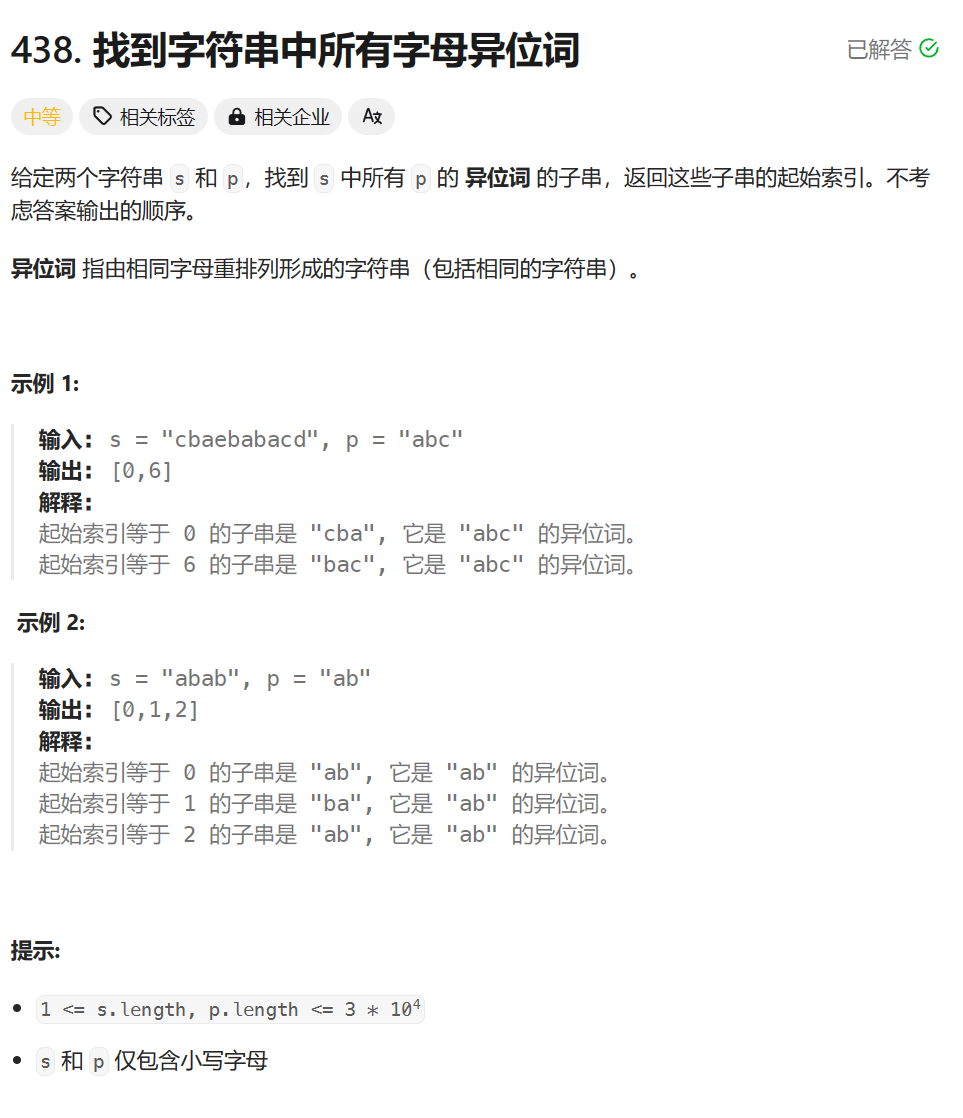 438. 找到字符串中所有字母异位词
已解答
中等 相关标签 相关企业
给定两个字符串 s 和 p，找到 s 中所有 p 的 异位词 的子串，返回这些子串的起始索引。不考
虑答案输出的顺序。
异位词 指由相同字母重排列形成的字符串（包括相同的字符串）。
示例 1:
输入: s = "cbaebabacd", p = "abc"
输出: [0,6]
解释:
起始索引等于 0 的子串是 "cba", 它是 "abc" 的异位词。
起始索引等于 6 的子串是 "bac", 它是 "abc" 的异位词。
示例 2:
输入: s = "abab", p = "ab"
输出: [0,1,2]
解释:
起始索引等于 0 的子串是 "ab", 它是 "ab" 的异位词。
起始索引等于 1 的子串是 "ba", 它是 "ab" 的异位词。
起始索引等于 2 的子串是 "ab", 它是 "ab" 的异位词。
提示:
1 <= s.length, p.length <= 3 * 10⁴
s 和 p 仅包含小写字母